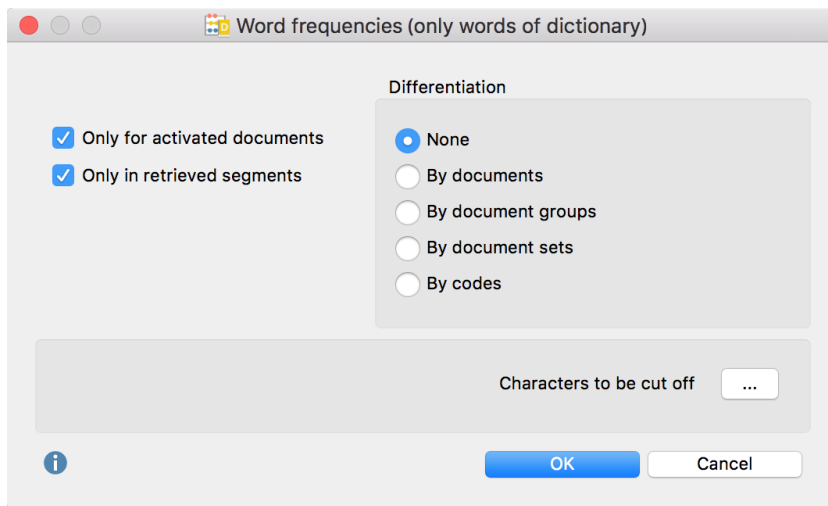 Word frequencies (only words of dictionary)
Differentiation
Only for activated documents
Only in retrieved segments
None
By documents
By document groups
By document sets
By codes
Characters to be cut off
...
OK
Cancel